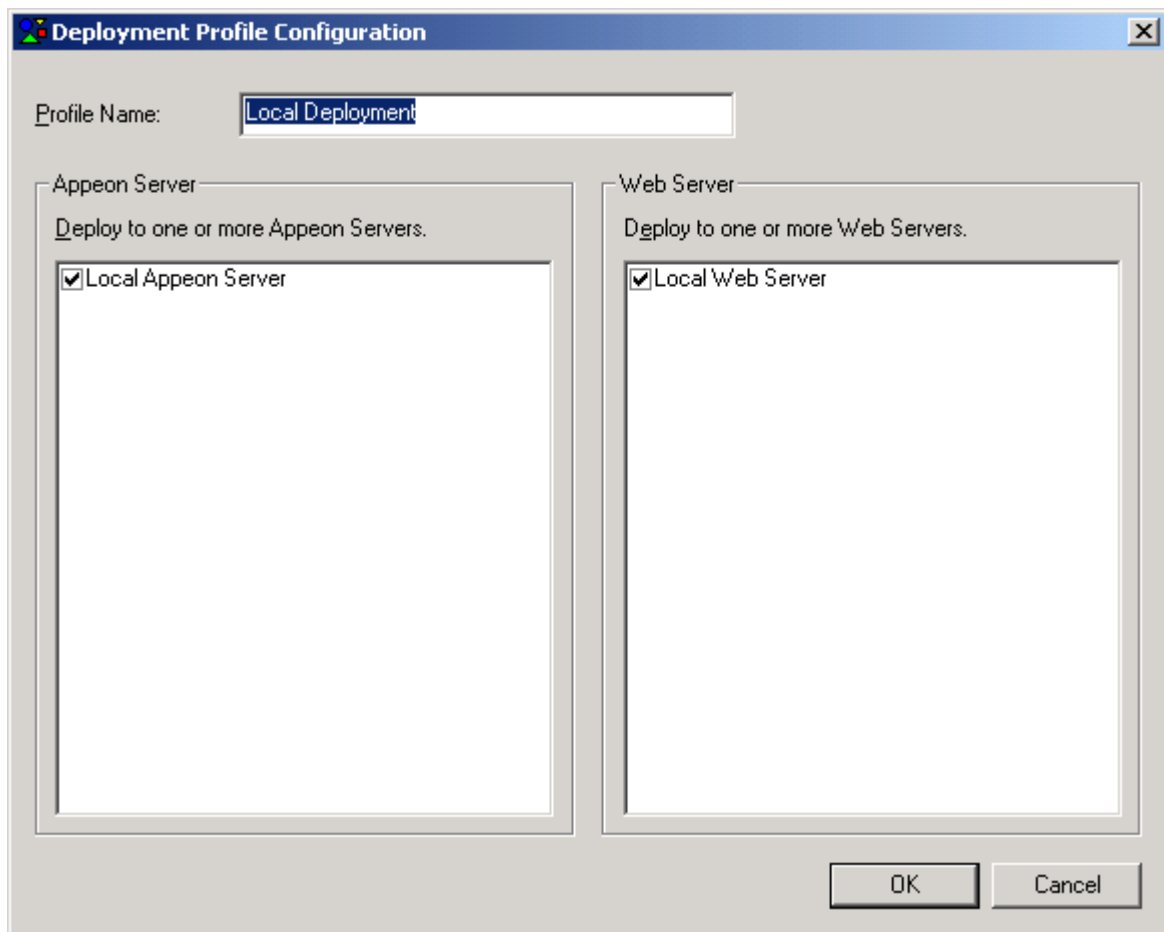 Deployment Profile Configuration
Profile Name:
Local Deployment
Appeon Server
Deploy to one or more Appeon Servers.
Local Appeon Server
Web Server
Deploy to one or more Web Servers.
Local Web Server
OK
Cancel